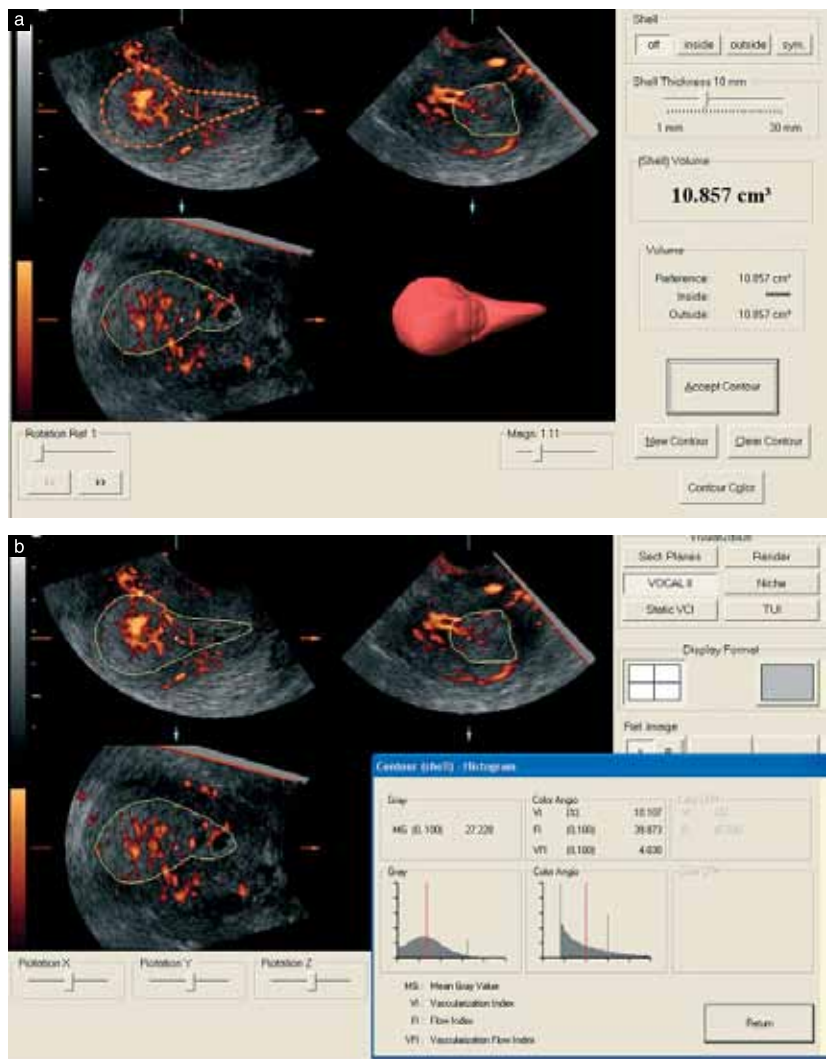 a
Shell
off inside outside sym.
Shell Thickness 10 mm
1 mm 30 mm
(Shell) Volume
10.857 cm³
Volume
Reference: 10.857 cm³
Inside:
Outside: 10.857 cm³
Accept Contour
New Contour Clear Contour
Contour Color
Rotation Ref. 1
Magn. 1.11
b
Visualization
Sect Planes Render
VOCAL II Niche
Static VCI TUI
Display Format
Ref. Image
Contour (shell) - Histogram
Gray
MG (0, 100) 27.228
Color Angio
VI (%) 10.107
FI (0,100) 39.873
VFI (0,100) 4.030
Gray
Color Angio
MG : Mean Gray Value
VI : Vascularization Index
FI : Flow Index
VFI : Vascularization Flow Index
Return
Rotation X Rotation Y Rotation Z